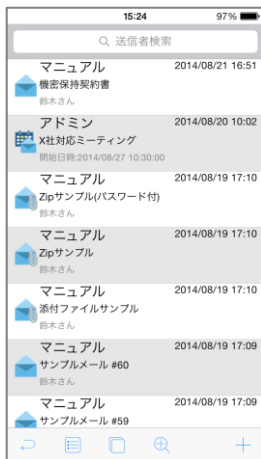 15:24 97%
送信者検索
マニュアル 2014/08/21 16:51
機密保持契約書
鈴木さん
アドミン 2014/08/20 10:02
X社対応ミーティング
開始日時:2014/08/27 10:30:00
マニュアル 2014/08/19 17:10
Zipサンプル(パスワード付)
鈴木さん
マニュアル 2014/08/19 17:10
Zipサンプル
鈴木さん
マニュアル 2014/08/19 17:10
添付ファイルサンプル
鈴木さん
マニュアル 2014/08/19 17:09
サンプルメール #60
鈴木さん
マニュアル 2014/08/19 17:09
サンプルメール #59